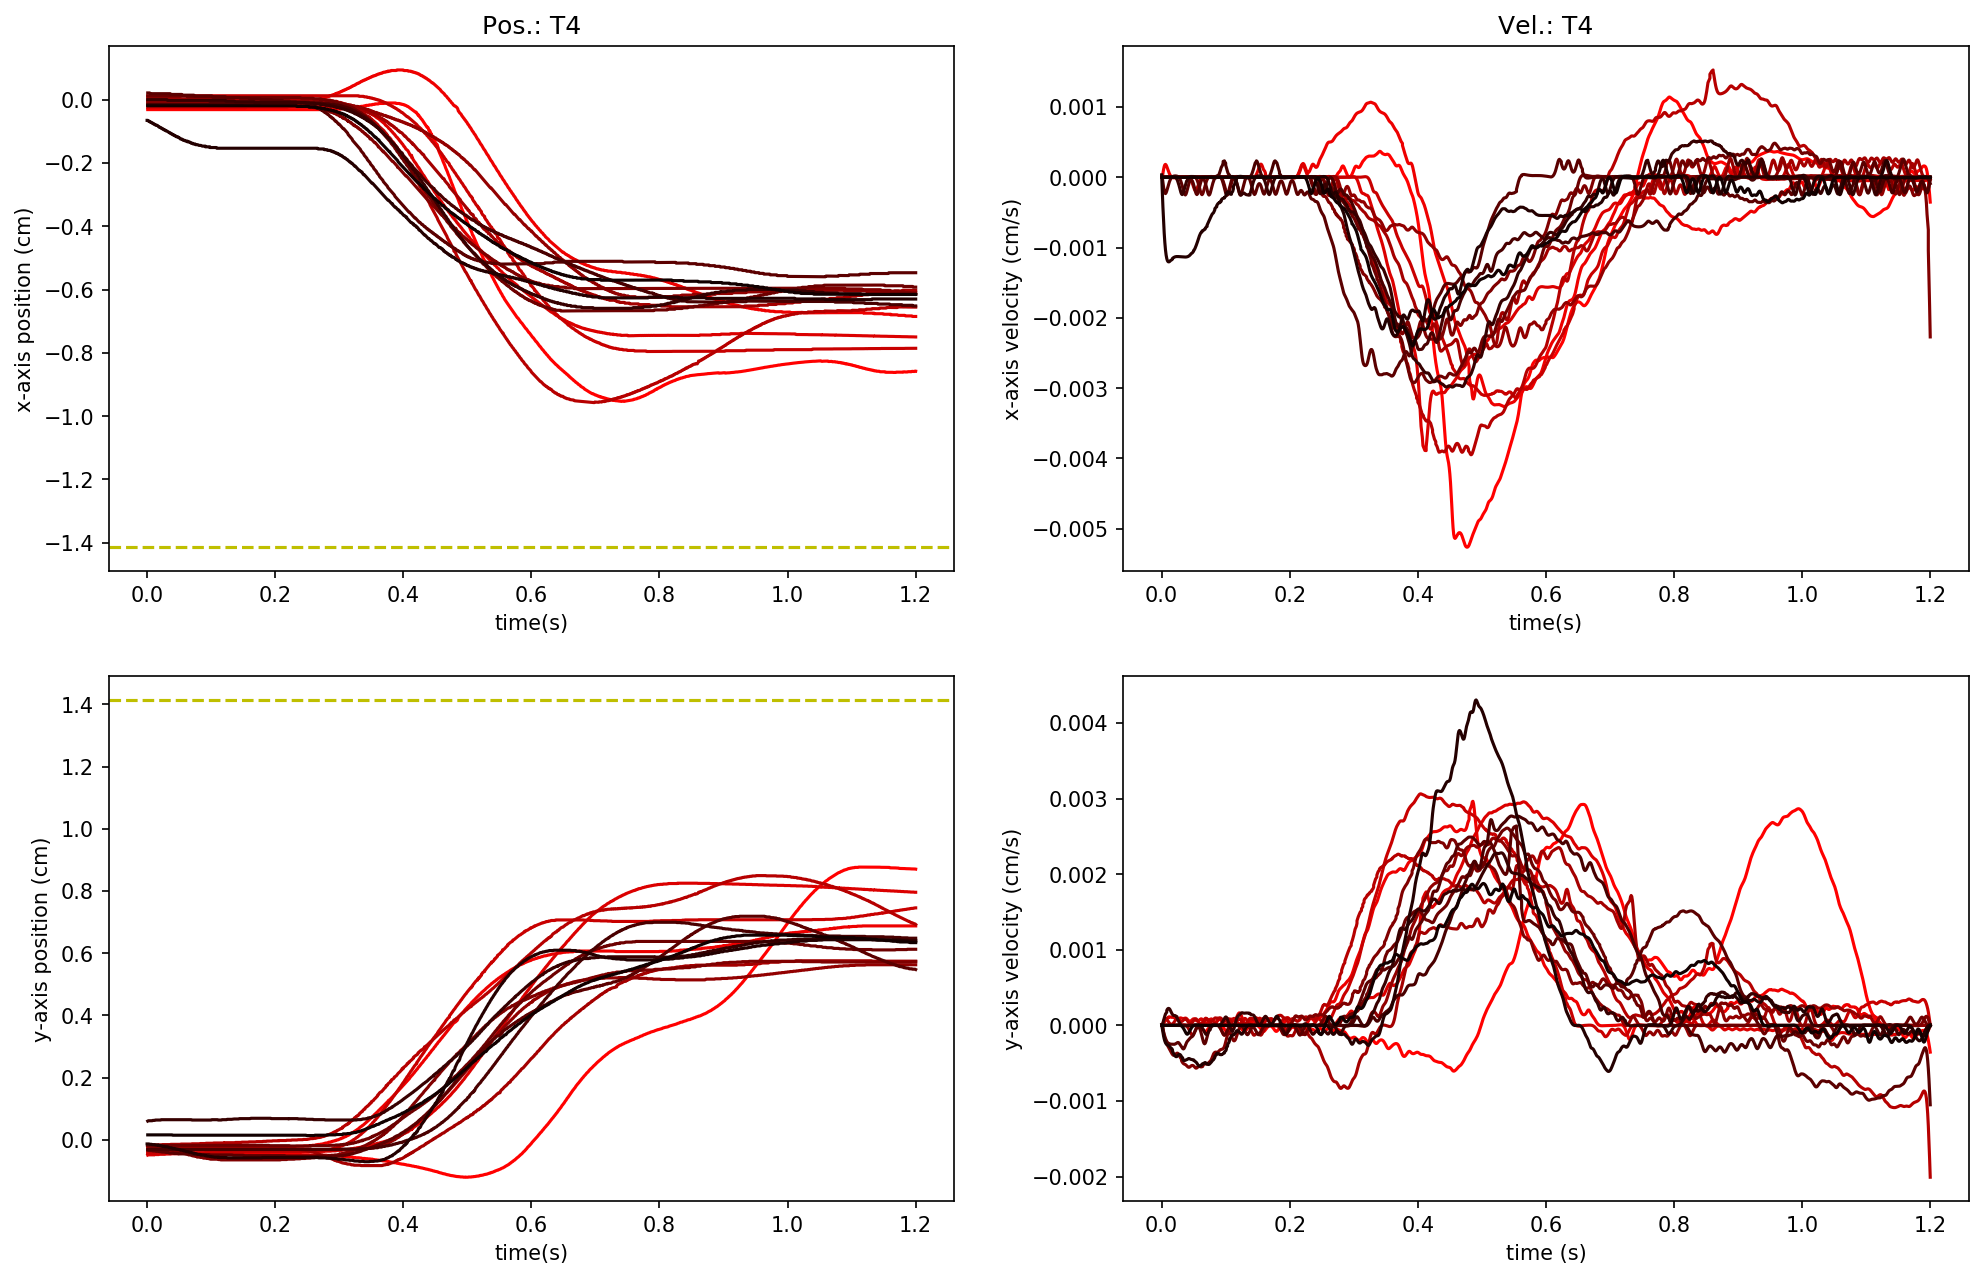 Pos.: T4
x-axis position (cm)
0.0
−0.2
−0.4
−0.6
−0.8
−1.0
−1.2
−1.4
0.0 0.2 0.4 0.6 0.8 1.0 1.2
time(s)
Vel.: T4
x-axis velocity (cm/s)
0.001
0.000
−0.001
−0.002
−0.003
−0.004
−0.005
0.0 0.2 0.4 0.6 0.8 1.0 1.2
time(s)
y-axis position (cm)
1.4
1.2
1.0
0.8
0.6
0.4
0.2
0.0
0.0 0.2 0.4 0.6 0.8 1.0 1.2
time(s)
y-axis velocity (cm/s)
0.004
0.003
0.002
0.001
0.000
−0.001
−0.002
0.0 0.2 0.4 0.6 0.8 1.0 1.2
time (s)